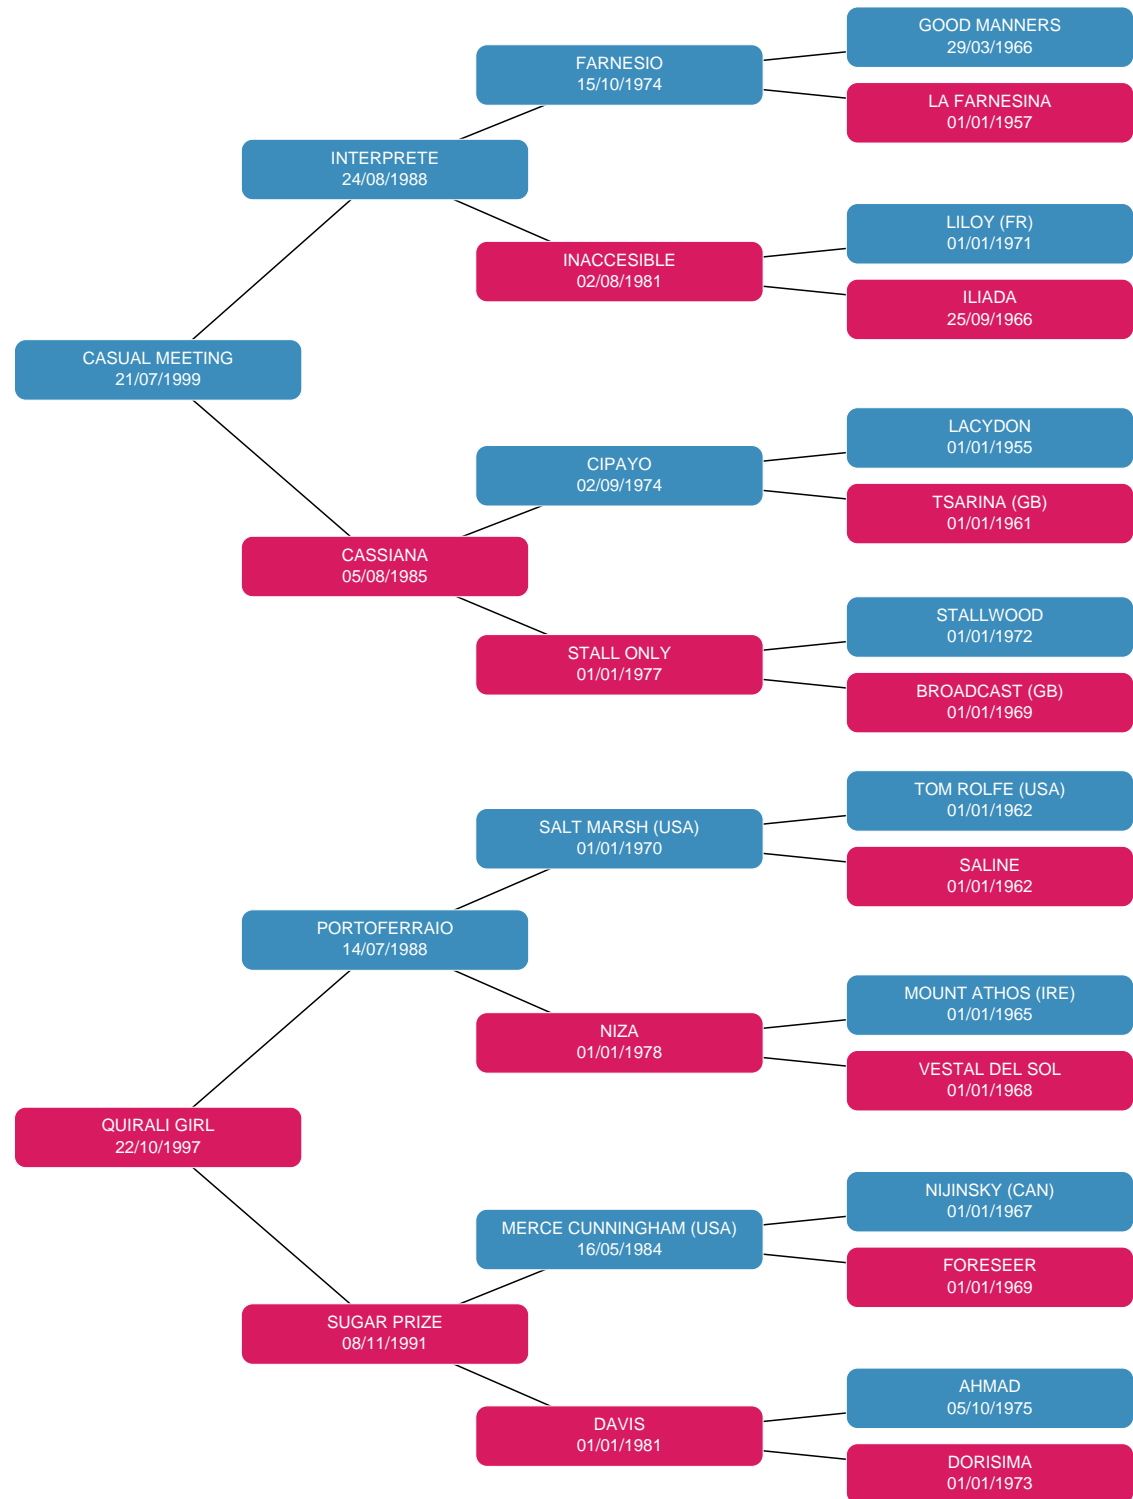 GOOD MANNERS
29/03/1966
FARNESIO
15/10/1974
LA FARNESINA
01/01/1957
INTERPRETE
24/08/1988
LILOY (FR)
01/01/1971
INACCESIBLE
02/08/1981
ILIADA
25/09/1966
CASUAL MEETING
21/07/1999
LACYDON
01/01/1955
CIPAYO
02/09/1974
TSARINA (GB)
01/01/1961
CASSIANA
05/08/1985
STALLWOOD
01/01/1972
STALL ONLY
01/01/1977
BROADCAST (GB)
01/01/1969
TOM ROLFE (USA)
01/01/1962
SALT MARSH (USA)
01/01/1970
SALINE
01/01/1962
PORTOFERRAIO
14/07/1988
MOUNT ATHOS (IRE)
01/01/1965
NIZA
01/01/1978
VESTAL DEL SOL
01/01/1968
QUIRALI GIRL
22/10/1997
NIJINSKY (CAN)
01/01/1967
MERCE CUNNINGHAM (USA)
16/05/1984
FORESEER
01/01/1969
SUGAR PRIZE
08/11/1991
AHMAD
05/10/1975
DAVIS
01/01/1981
DORISIMA
01/01/1973